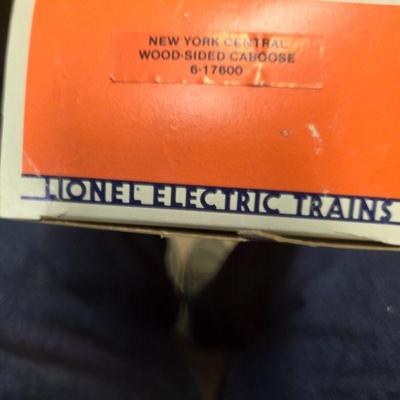 NEW YORK CENTRAL
WOOD-SIDED CABOOSE
6-17600
LIONEL ELECTRIC TRAINS